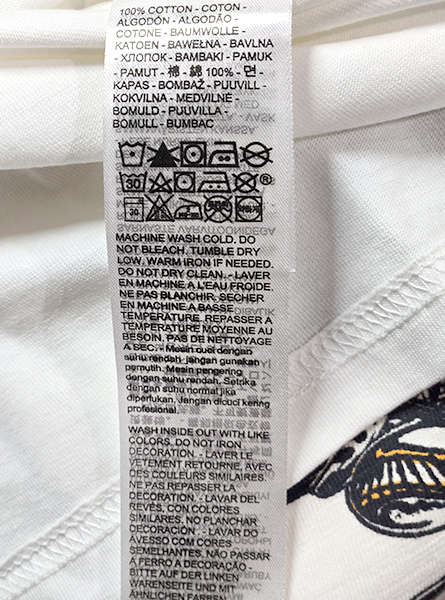 100% COTTON - COTON -
ALGODÓN - ALGODÃO -
COTONE - BAUMWOLLE -
KATOEN - BAWEŁNA - BAVLNA
- ХЛОПОК - BAMBAKI - PAMUK
- PAMUT - 棉 - 綿 100% - 면 -
KAPAS - BOMBAŽ - PUUVILL -
KOKVILNA - MEDVILNĖ -
BOMULD - PUUVILLA -
BOMULL - BUMBAC
30 ®
30
MACHINE WASH COLD. DO
NOT BLEACH. TUMBLE DRY
LOW. WARM IRON IF NEEDED.
DO NOT DRY CLEAN. - LAVER
EN MACHINE A L'EAU FROIDE.
NE PAS BLANCHIR. SECHER
EN MACHINE A BASSE
TEMPÉRATURE. REPASSER A
TEMPERATURE MOYENNE AU
BESOIN. PAS DE NETTOYAGE
A SEC. - Mesin cuci dengan
suhu rendah. Jangan gunakan
pemutih. Mesin pengering
dengan suhu rendah. Setrika
dengan suhu normal jika
diperlukan. Jangan dicuci kering
profesional.
WASH INSIDE OUT WITH LIKE
COLORS. DO NOT IRON
DECORATION. - LAVER LE
VETEMENT RETOURNE, AVEC
DES COULEURS SIMILAIRES.
NE PAS REPASSER LA
DECORATION. - LAVAR DEL
REVÉS, CON COLORES
SIMILARES. NO PLANCHAR
DECORACIÓN - LAVAR DO
AVESSO COM CORES
SEMELHANTES. NÃO PASSAR
A FERRO A DECORAÇÃO -
BITTE AUF DER LINKEN
WARENSEITE UND MIT
ÄHNLICHEN FARBEN